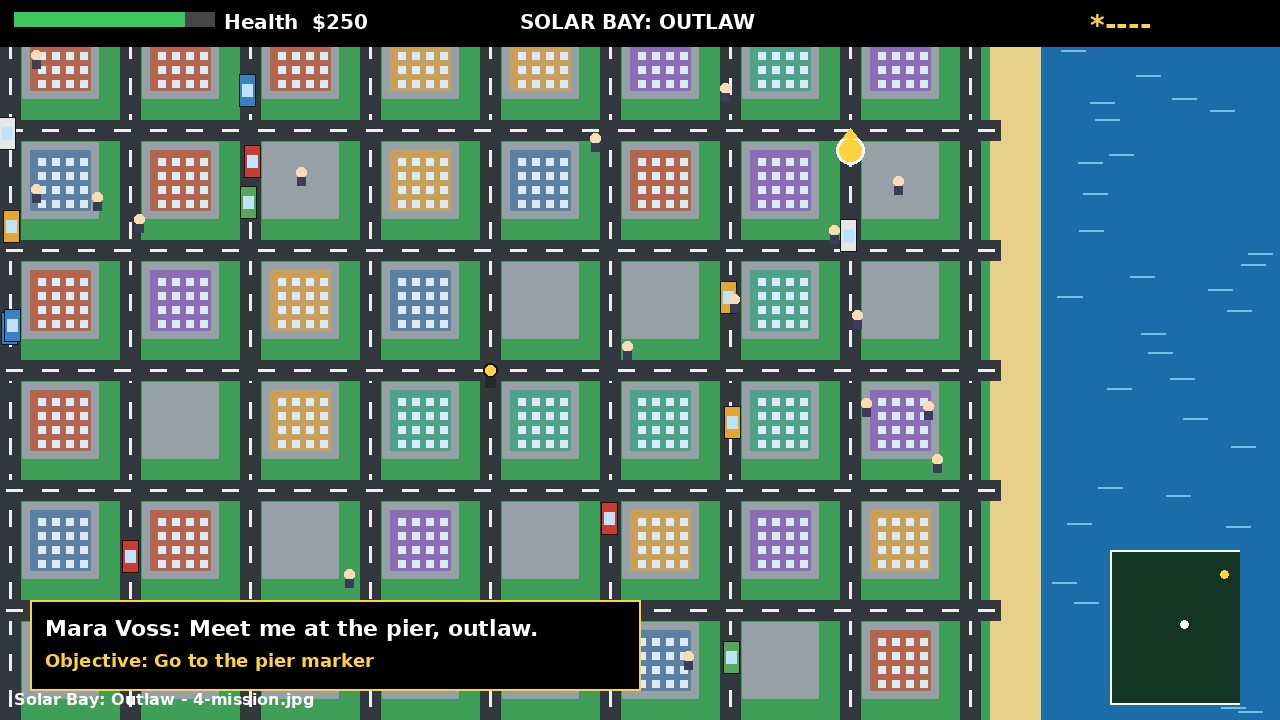 Health $250
SOLAR BAY: OUTLAW
*----
Mara Voss: Meet me at the pier, outlaw.
Objective: Go to the pier marker
Solar Bay: Outlaw - 4-mission.jpg